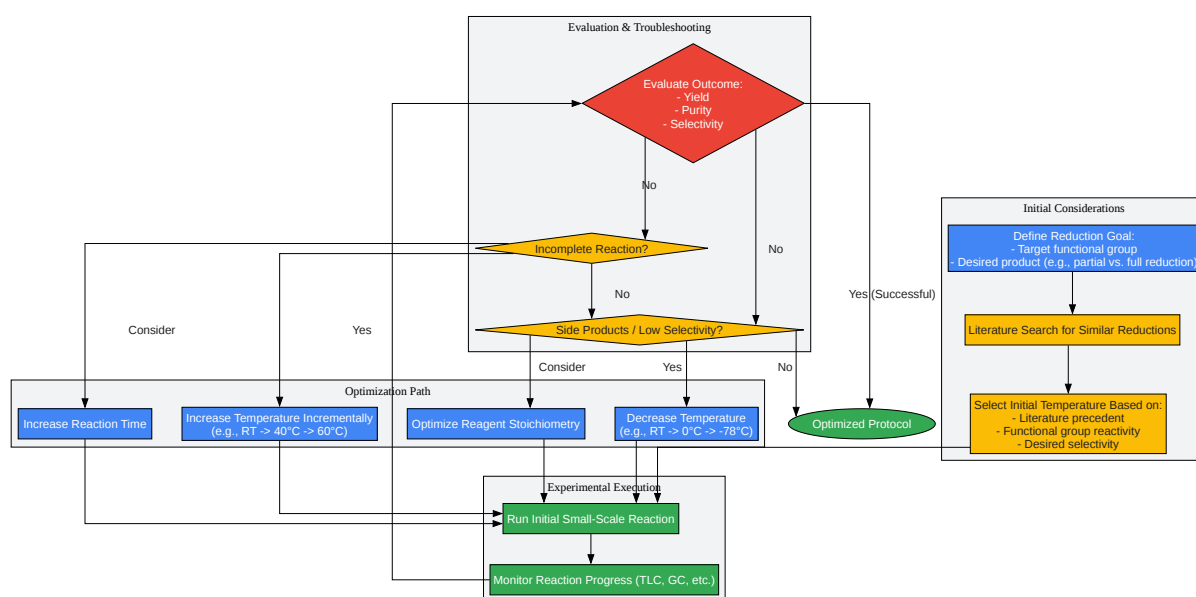 Evaluation & Troubleshooting
Evaluate Outcome:
- Yield
- Purity
- Selectivity
No
Incomplete Reaction?
No
No
Yes (Successful)
Side Products / Low Selectivity?
Consider
Yes
Consider
Yes
No
Initial Considerations
Define Reduction Goal:
- Target functional group
- Desired product (e.g., partial vs. full reduction)
Literature Search for Similar Reductions
Select Initial Temperature Based on:
- Literature precedent
- Functional group reactivity
- Desired selectivity
Optimization Path
Increase Reaction Time
Increase Temperature Incrementally
(e.g., RT -> 40°C -> 60°C)
Optimize Reagent Stoichiometry
Decrease Temperature
(e.g., RT -> 0°C -> -78°C)
Optimized Protocol
Experimental Execution
Run Initial Small-Scale Reaction
Monitor Reaction Progress (TLC, GC, etc.)